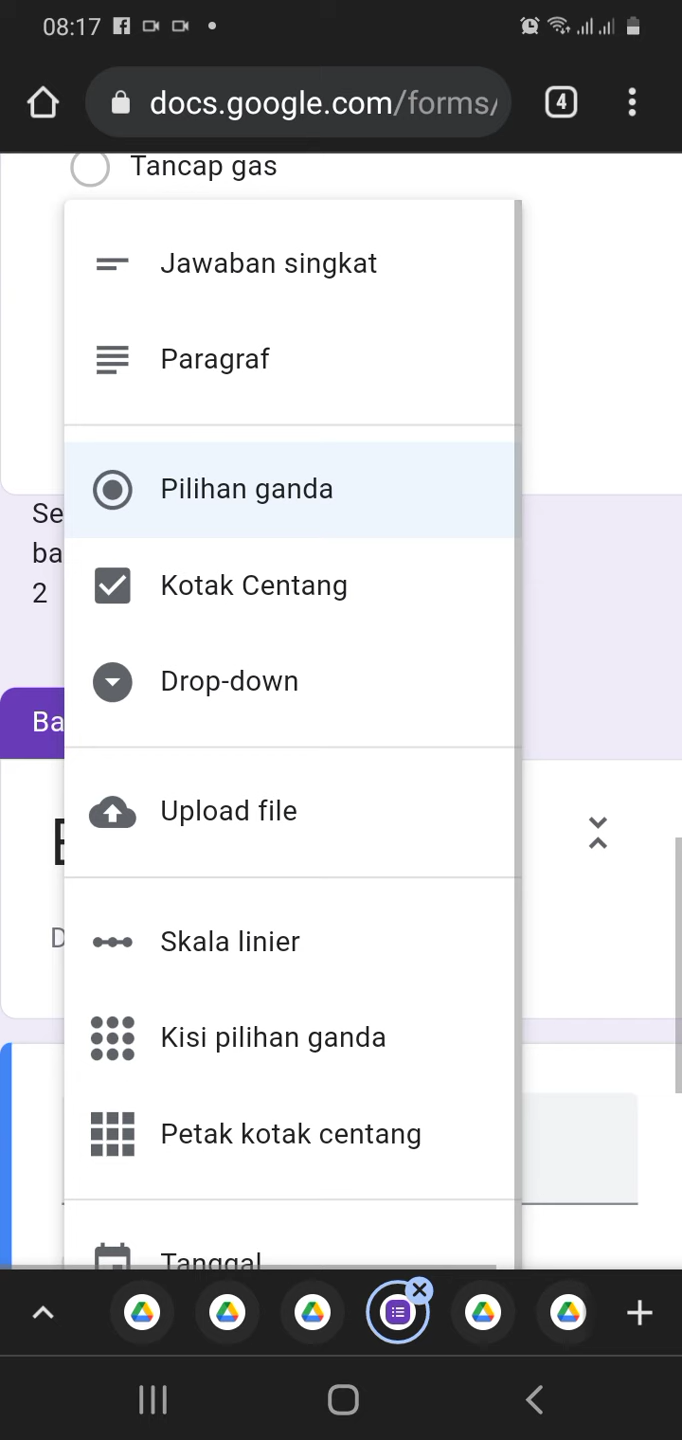 08:17
docs.google.com/forms/
4
Tancap gas
Jawaban singkat
Paragraf
Pilihan ganda
Se
ba
2
Kotak Centang
Drop-down
Ba
Upload file
D
Skala linier
Kisi pilihan ganda
Petak kotak centang
Tanggal